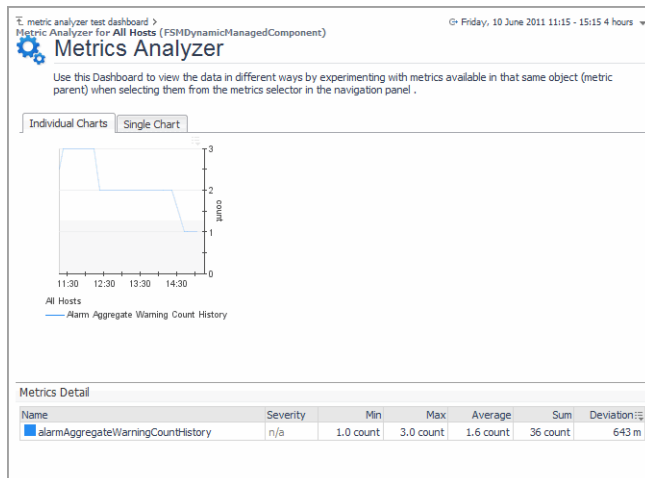 metric analyzer test dashboard >
Friday, 10 June 2011 11:15 - 15:15 4 hours
Metric Analyzer for All Hosts (FSMDynamicManagedComponent)
Metrics Analyzer
Use this Dashboard to view the data in different ways by experimenting with metrics available in that same object (metric
parent) when selecting them from the metrics selector in the navigation panel .
Individual Charts Single Chart
3
2
count
1
0
11:30 12:30 13:30 14:30
All Hosts
Alarm Aggregate Warning Count History
Metrics Detail
Name Severity Min Max Average Sum Deviation
alarmAggregateWarningCountHistory n/a 1.0 count 3.0 count 1.6 count 36 count 643 m